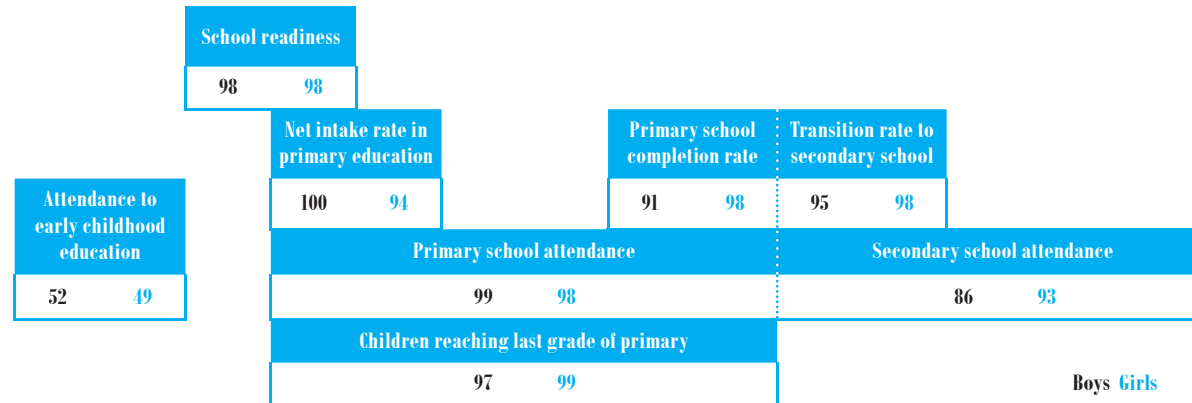 School readiness
98 98
Net intake rate in
primary education
100 94
Primary school
completion rate
91 98
Transition rate to
secondary school
95 98
Attendance to
early childhood
education
52 49
Primary school attendance
99 98
Secondary school attendance
86 93
Children reaching last grade of primary
97 99
Boys Girls